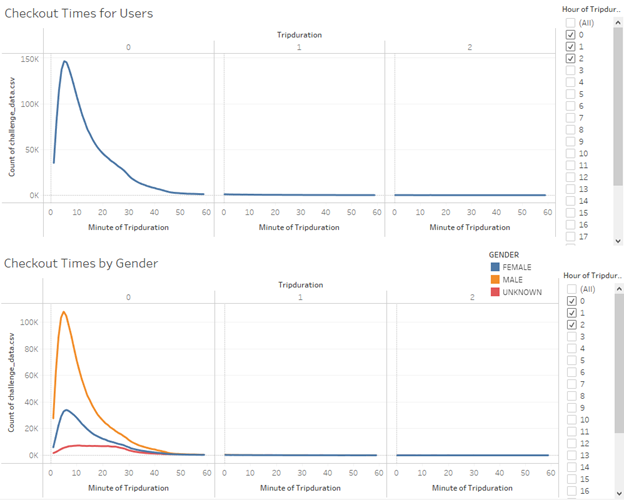 Checkout Times for Users
Hour of Tripdur..
Tripduration
0 1 2
Count of challenge_data.csv
150K
100K
50K
0K
0 10 20 30 40 50 60 0 10 20 30 40 50 60 0 10 20 30 40 50 60
Minute of Tripduration Minute of Tripduration Minute of Tripduration
(All)
0
1
2
3
4
5
6
7
8
9
10
11
12
13
14
15
16
17
Checkout Times by Gender
GENDER
FEMALE
MALE
UNKNOWN
Hour of Tripdur...
Tripduration
0 1 2
Count of challenge_data.csv
100K
80K
60K
40K
20K
0K
0 10 20 30 40 50 60 0 10 20 30 40 50 60 0 10 20 30 40 50 60
Minute of Tripduration Minute of Tripduration Minute of Tripduration
(All)
0
1
2
3
4
5
6
7
8
9
10
11
12
13
14
15
16